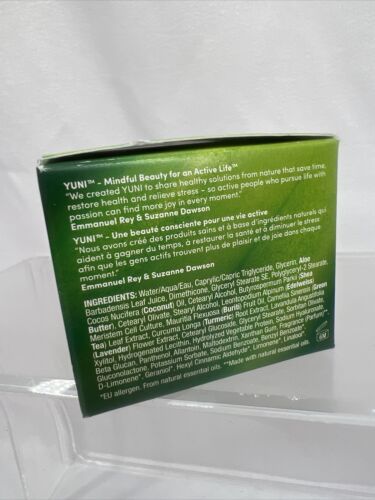 YUNI™ – Mindful Beauty for an Active Life™
"We created YUNI to share healthy solutions from nature that save time,
restore health and relieve stress – so active people who pursue life with
passion can find more joy in every moment."
Emmanuel Rey & Suzanne Dawson
YUNI™ – Une beauté consciente pour une vie active
"Nous avons créé des produits sains et à base d'ingrédients naturels qui
aident à gagner du temps, à restaurer la santé et à diminuer le stress
afin que les gens actifs trouvent plus de plaisir et de joie dans chaque
moment."
Emmanuel Rey & Suzanne Dawson
INGREDIENTS: Water/Aqua/Eau, Caprylic/Capric Triglyceride, Glycerin, Aloe
Barbadensis Leaf Juice, Dimethicone, Glyceryl Stearate SE, Polyglyceryl-2 Stearate,
Cocos Nucifera (Coconut) Oil, Cetearyl Alcohol, Butyrospermum Parkii (Shea
Butter), Cetearyl Olivate, Stearyl Alcohol, Leontopodium Alpinum (Edelweiss)
Meristem Cell Culture, Mauritia Flexuosa (Buriti) Fruit Oil, Camellia Sinensis (Green
Tea) Leaf Extract, Curcuma Longa (Turmeric) Root Extract, Lavandula Angustifolia
(Lavender) Flower Extract, Cetearyl Glucoside, Glyceryl Stearate, Sorbitan Olivate,
Xylitol, Hydrogenated Lecithin, Hydrolyzed Vegetable Protein, Sodium Hyaluronate,
Beta Glucan, Panthenol, Allantoin, Maltodextrin, Xanthan Gum, Fragrance (Parfum)**,
Gluconolactone, Potassium Sorbate, Sodium Benzoate, Benzyl Benzoate*,
D-Limonene*, Geraniol*, Hexyl Cinnamic Aldehyde*, Limonene*, Linalool*.
*EU allergen. From natural essential oils. **Made with natural essential oils.
6M